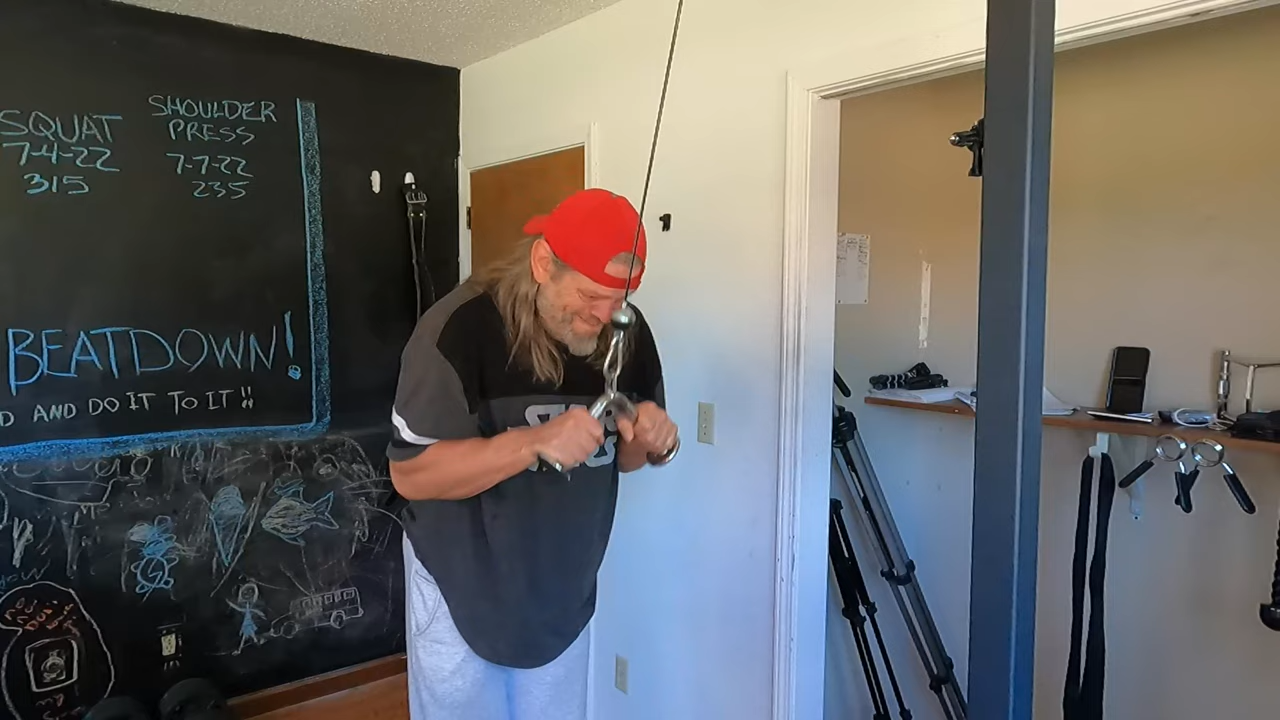 SQUAT
7-4-22
315
SHOULDER
PRESS
7-7-22
235
BEATDOWN!
D AND DO IT TO IT!!